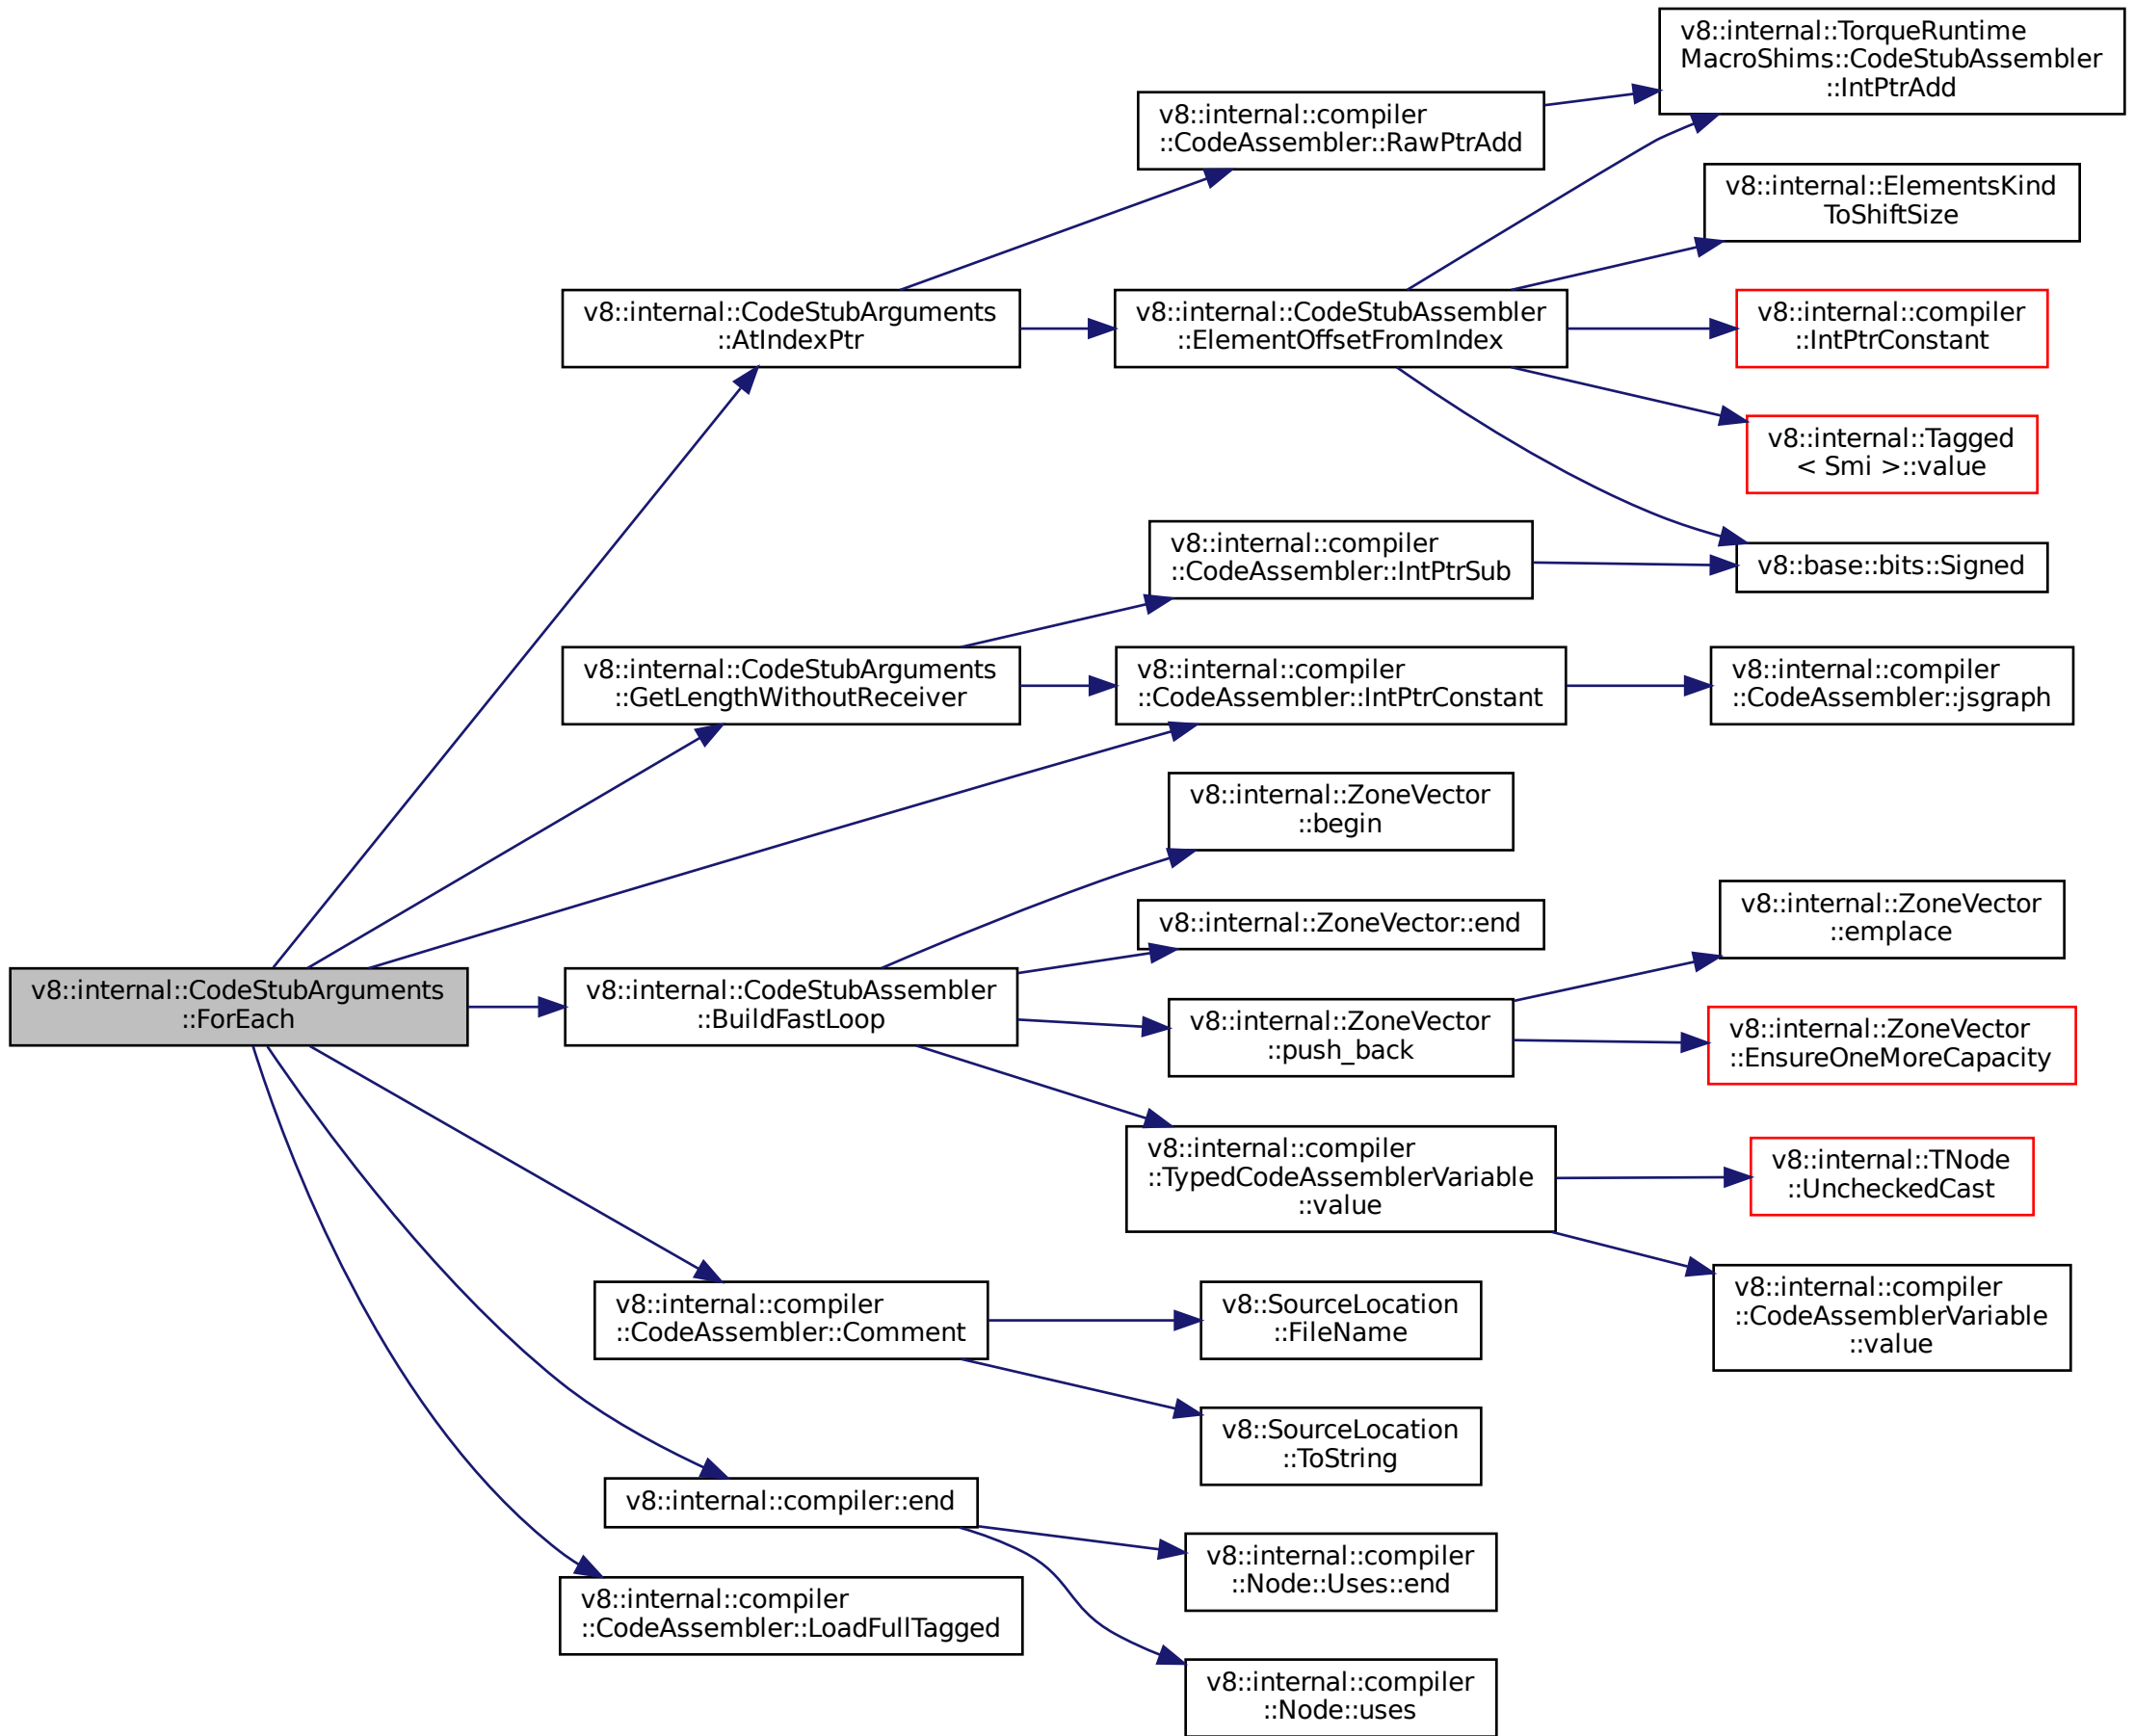 v8::internal::TorqueRuntime
MacroShims::CodeStubAssembler
::IntPtrAdd
v8::internal::compiler
::CodeAssembler::RawPtrAdd
v8::internal::ElementsKind
ToShiftSize
v8::internal::CodeStubArguments
::AtIndexPtr
v8::internal::CodeStubAssembler
::ElementOffsetFromIndex
v8::internal::compiler
::IntPtrConstant
v8::internal::Tagged
< Smi >::value
v8::internal::compiler
::CodeAssembler::IntPtrSub
v8::base::bits::Signed
v8::internal::CodeStubArguments
::GetLengthWithoutReceiver
v8::internal::compiler
::CodeAssembler::IntPtrConstant
v8::internal::compiler
::CodeAssembler::jsgraph
v8::internal::ZoneVector
::begin
v8::internal::ZoneVector::end
v8::internal::ZoneVector
::emplace
v8::internal::CodeStubArguments
::ForEach
v8::internal::CodeStubAssembler
::BuildFastLoop
v8::internal::ZoneVector
::push_back
v8::internal::ZoneVector
::EnsureOneMoreCapacity
v8::internal::compiler
::TypedCodeAssemblerVariable
::value
v8::internal::TNode
::UncheckedCast
v8::internal::compiler
::CodeAssemblerVariable
::value
v8::internal::compiler
::CodeAssembler::Comment
v8::SourceLocation
::FileName
v8::SourceLocation
::ToString
v8::internal::compiler::end
v8::internal::compiler
::Node::Uses::end
v8::internal::compiler
::CodeAssembler::LoadFullTagged
v8::internal::compiler
::Node::uses